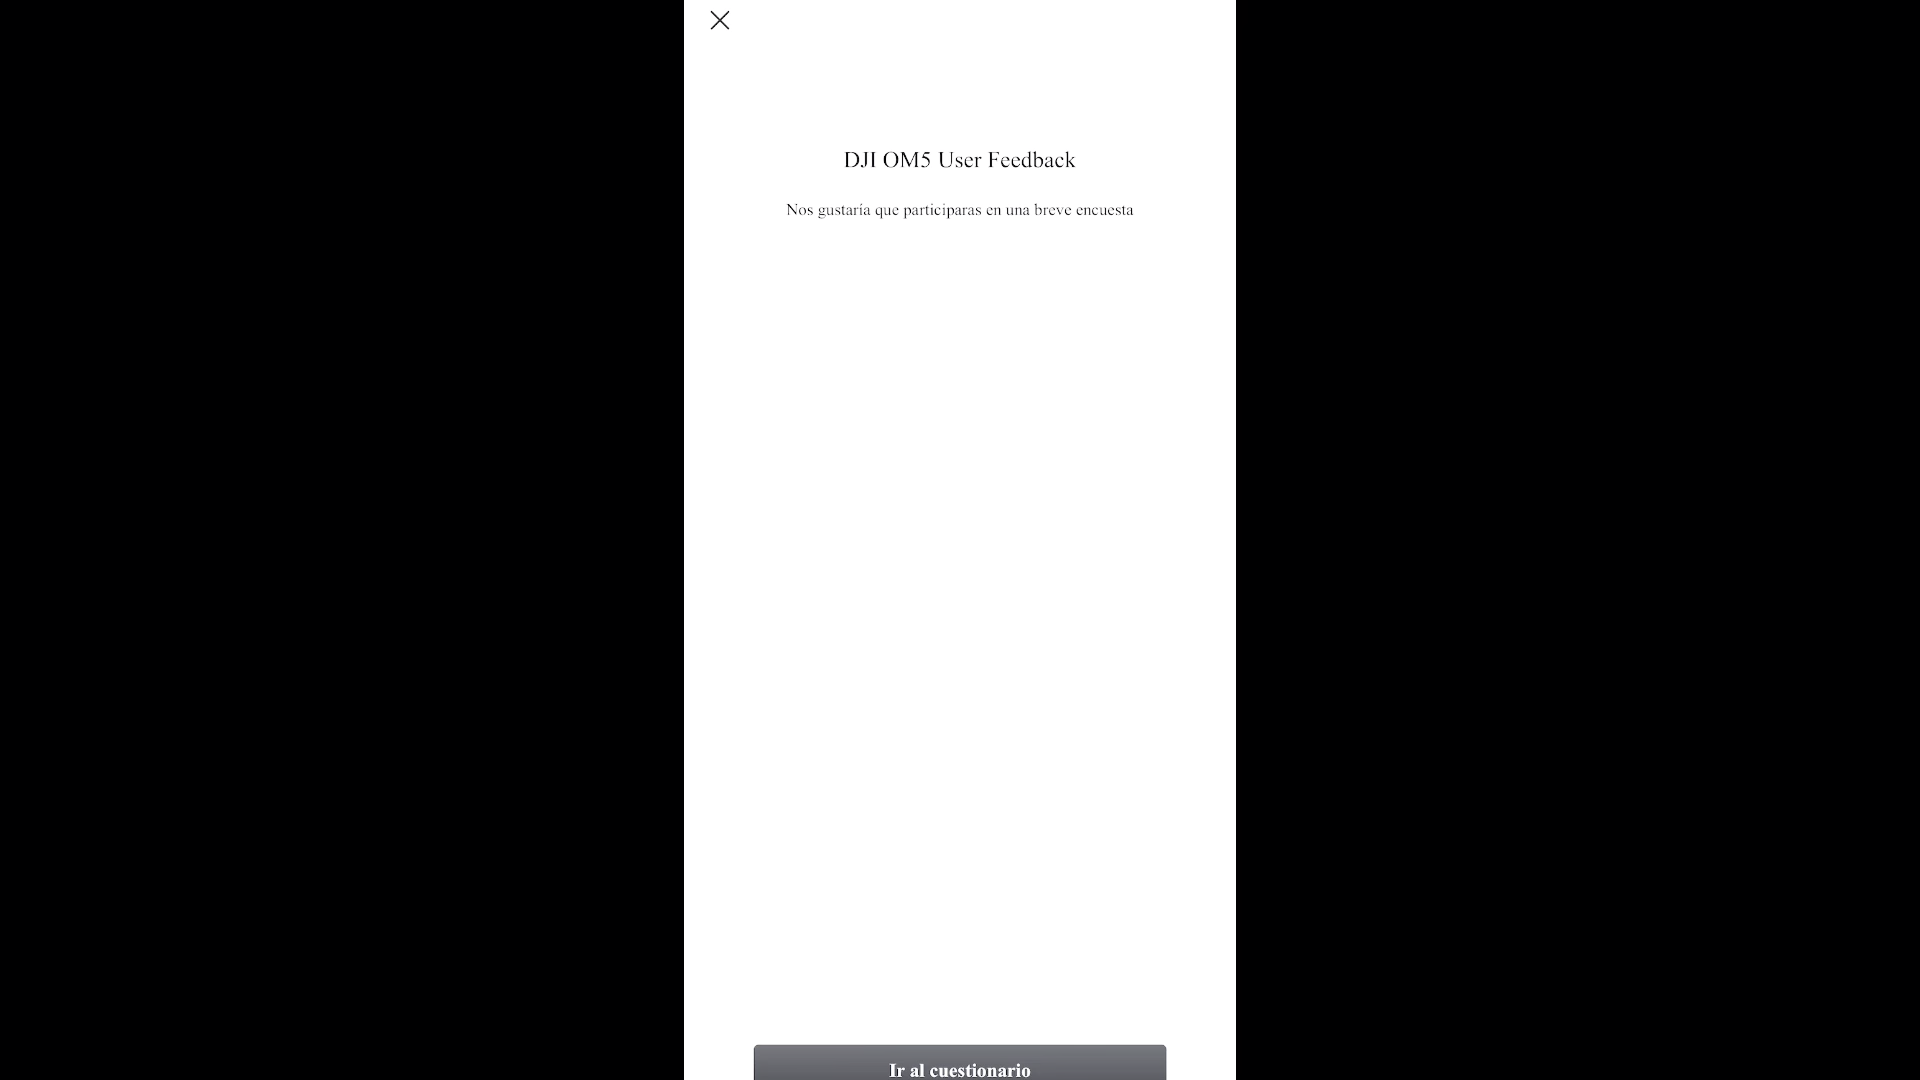 DJI OM5 User Feedback
Nos gustaría que participaras en una breve encuesta
Ir al cuestionario